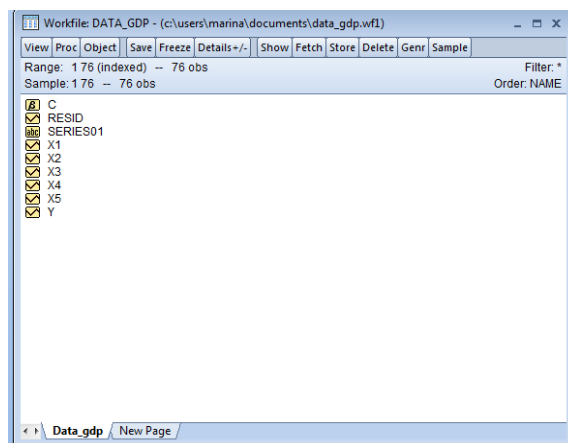 Workfile: DATA_GDP - (c:\users\marina\documents\data_gdp.wf1)
View Proc Object Save Freeze Details+/- Show Fetch Store Delete Genr Sample
Range: 1 76 (indexed) -- 76 obs Filter: *
Sample: 1 76 -- 76 obs Order: NAME
β C
RESID
abc SERIES01
X1
X2
X3
X4
X5
Y
Data_gdp New Page